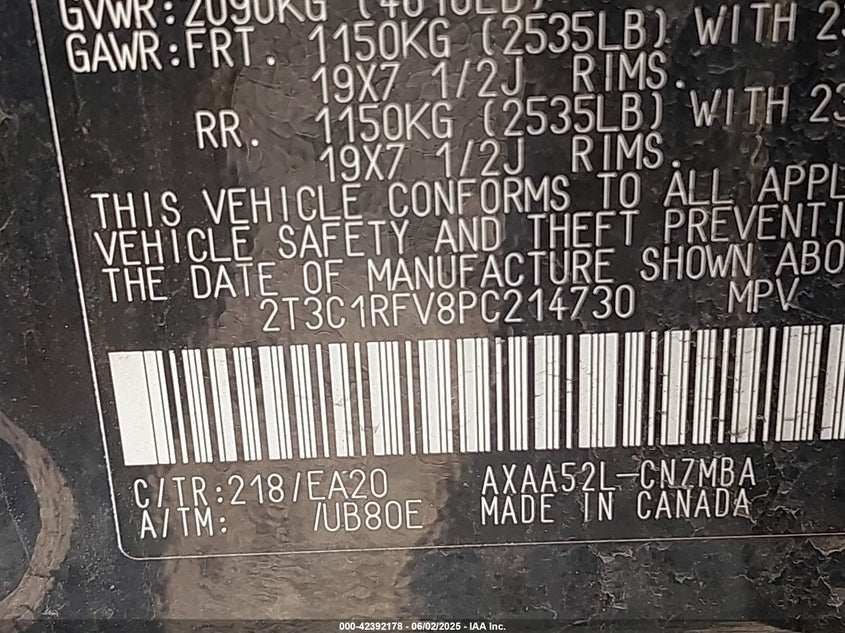 GVWR:2090KG
GAWR:FRT. 1150KG (2535LB) WITH
19X7 1/2J RIMS.
RR. 1150KG (2535LB) WITH
19X7 1/2J RIMS.
THIS VEHICLE CONFORMS TO ALL
VEHICLE SAFETY AND THEFT
THE DATE OF MANUFACTURE SHOWN
2T3C1RFV8PC214730 MPV
C/TR:218/EA20 AXAA52L-CNZMBA
A/TM: /UB80E MADE IN CANADA
000-42392178 | 06/02/2025 - IAA Inc.